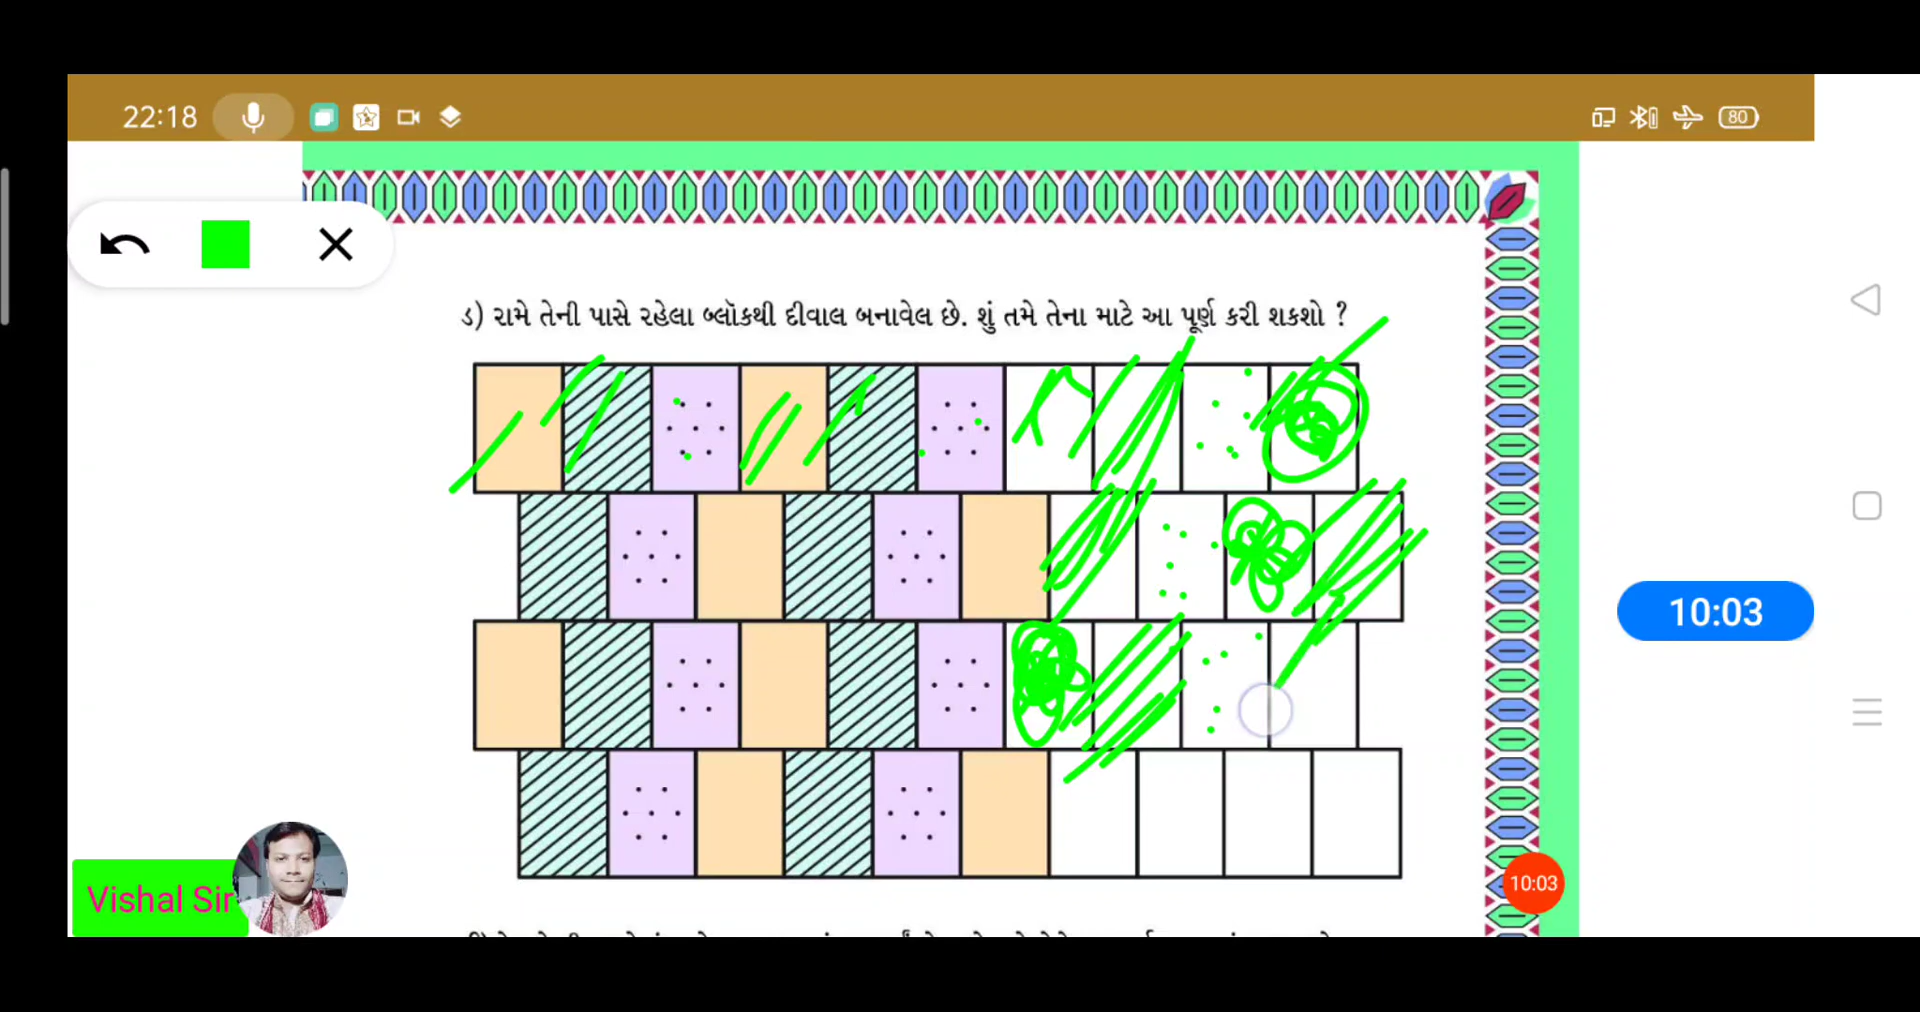 22:18
80
ડ) રામે તેની પાસે રહેલા બ્લૉકથી દીવાલ બનાવેલ છે. શું તમે તેના માટે આ પૂર્ણ કરી શકશો ?
10:03
Vishal Sir
10:03